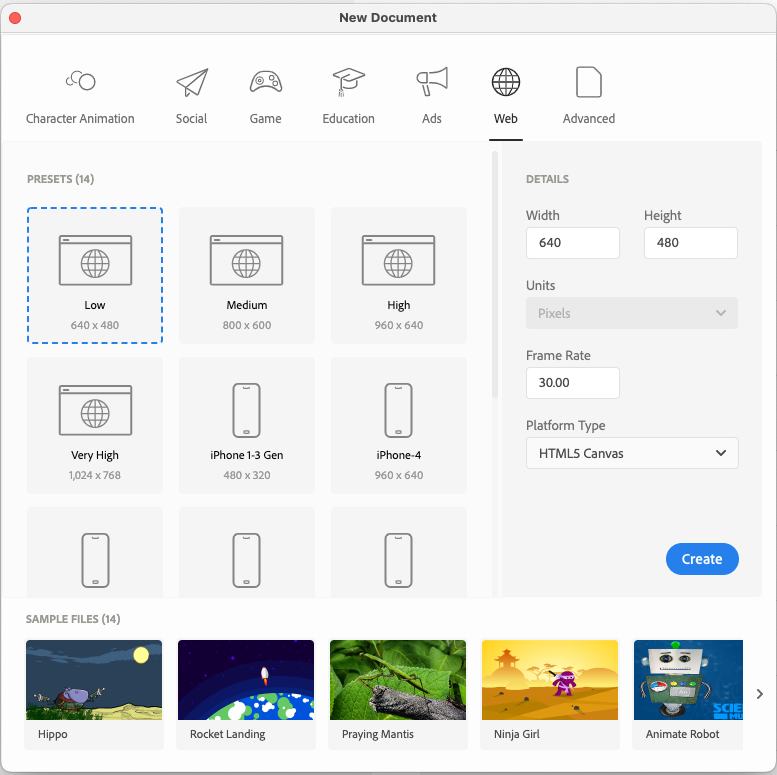 New Document
Character Animation
Social
Game
Education
Ads
Web
Advanced
PRESETS (14)
Low
640 x 480
Medium
800 x 600
High
960 x 640
Very High
1,024 x 768
iPhone 1-3 Gen
480 x 320
iPhone-4
960 x 640
DETAILS
Width
Height
640
480
Units
Pixels
Frame Rate
30.00
Platform Type
HTML5 Canvas
Create
SAMPLE FILES (14)
Hippo
Rocket Landing
Praying Mantis
Ninja Girl
Animate Robot